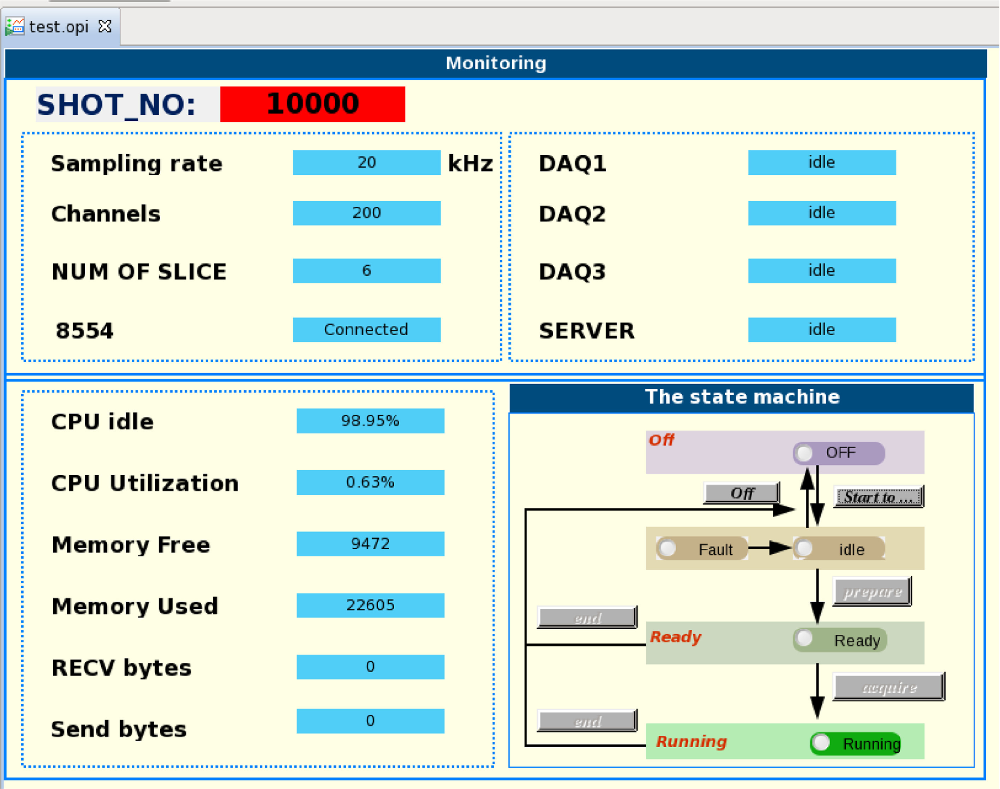 test.opi
Monitoring
SHOT_NO: 10000
Sampling rate 20 kHz
Channels 200
NUM OF SLICE 6
8554 Connected
DAQ1 idle
DAQ2 idle
DAQ3 idle
SERVER idle
CPU idle 98.95%
CPU Utilization 0.63%
Memory Free 9472
Memory Used 22605
RECV bytes 0
Send bytes 0
The state machine
Off
OFF
Off
Start to ...
Fault
idle
prepare
end
Ready
Ready
acquire
end
Running
Running